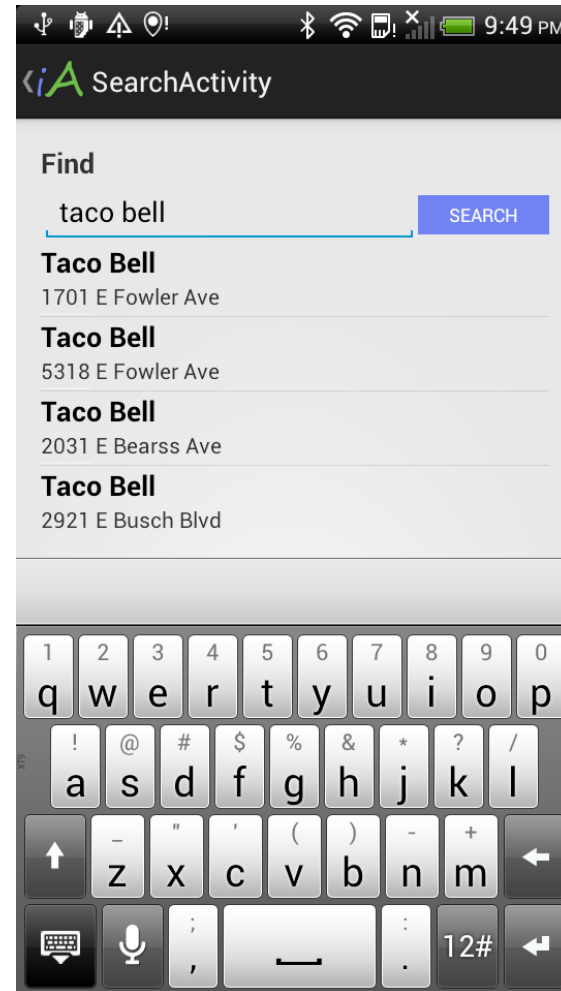 9:49 PM
iA SearchActivity
Find
taco bell SEARCH
Taco Bell
1701 E Fowler Ave
Taco Bell
5318 E Fowler Ave
Taco Bell
2031 E Bearss Ave
Taco Bell
2921 E Busch Blvd
1 2 3 4 5 6 7 8 9 0
q w e r t y u i o p
! @ # $ % & * ? /
XT9 a s d f g h j k l
_ " ' ( ) - +
z x c v b n m
; :
, . 12#